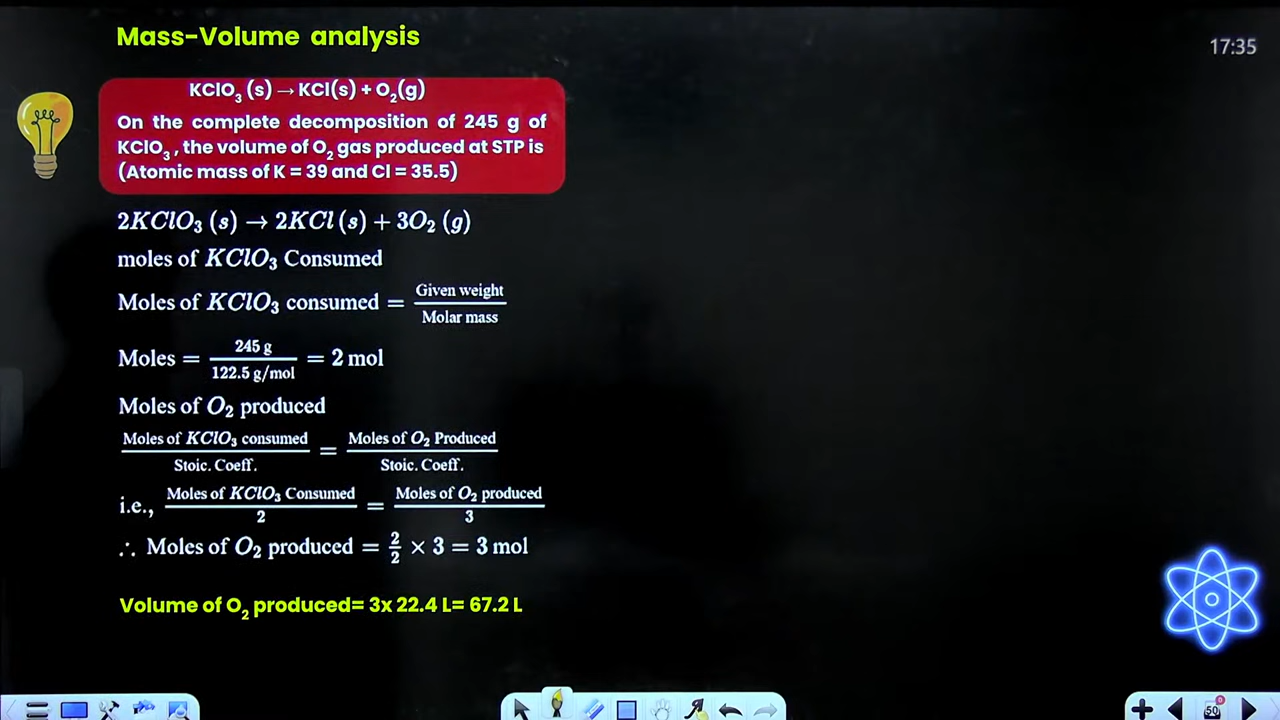 Mass-Volume analysis
17:35
KClO₃ (s) → KCl(s) + O₂(g)
On the complete decomposition of 245 g of
KClO₃ , the volume of O₂ gas produced at STP is
(Atomic mass of K = 39 and Cl = 35.5)
2KClO₃ (s) → 2KCl (s) + 3O₂ (g)
moles of KClO₃ Consumed
Moles of KClO₃ consumed = Given weight / Molar mass
Moles = 245 g / 122.5 g/mol = 2 mol
Moles of O₂ produced
Moles of KClO₃ consumed / Stoic. Coeff. = Moles of O₂ Produced / Stoic. Coeff.
i.e., Moles of KClO₃ Consumed / 2 = Moles of O₂ produced / 3
∴ Moles of O₂ produced = 2/2 × 3 = 3 mol
Volume of O₂ produced= 3x 22.4 L= 67.2 L
50